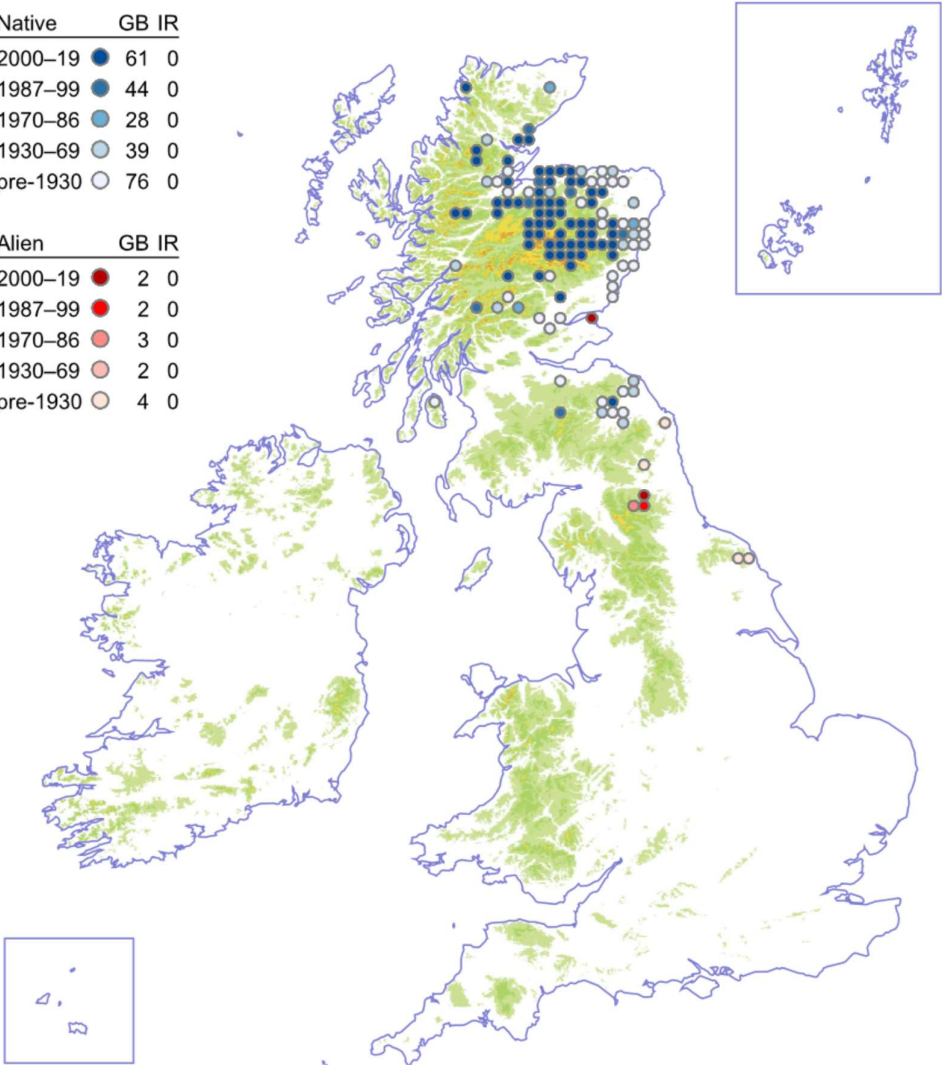 Native GB IR
2000–19 61 0
1987–99 44 0
1970–86 28 0
1930–69 39 0
pre-1930 76 0
Alien GB IR
2000–19 2 0
1987–99 2 0
1970–86 3 0
1930–69 2 0
pre-1930 4 0